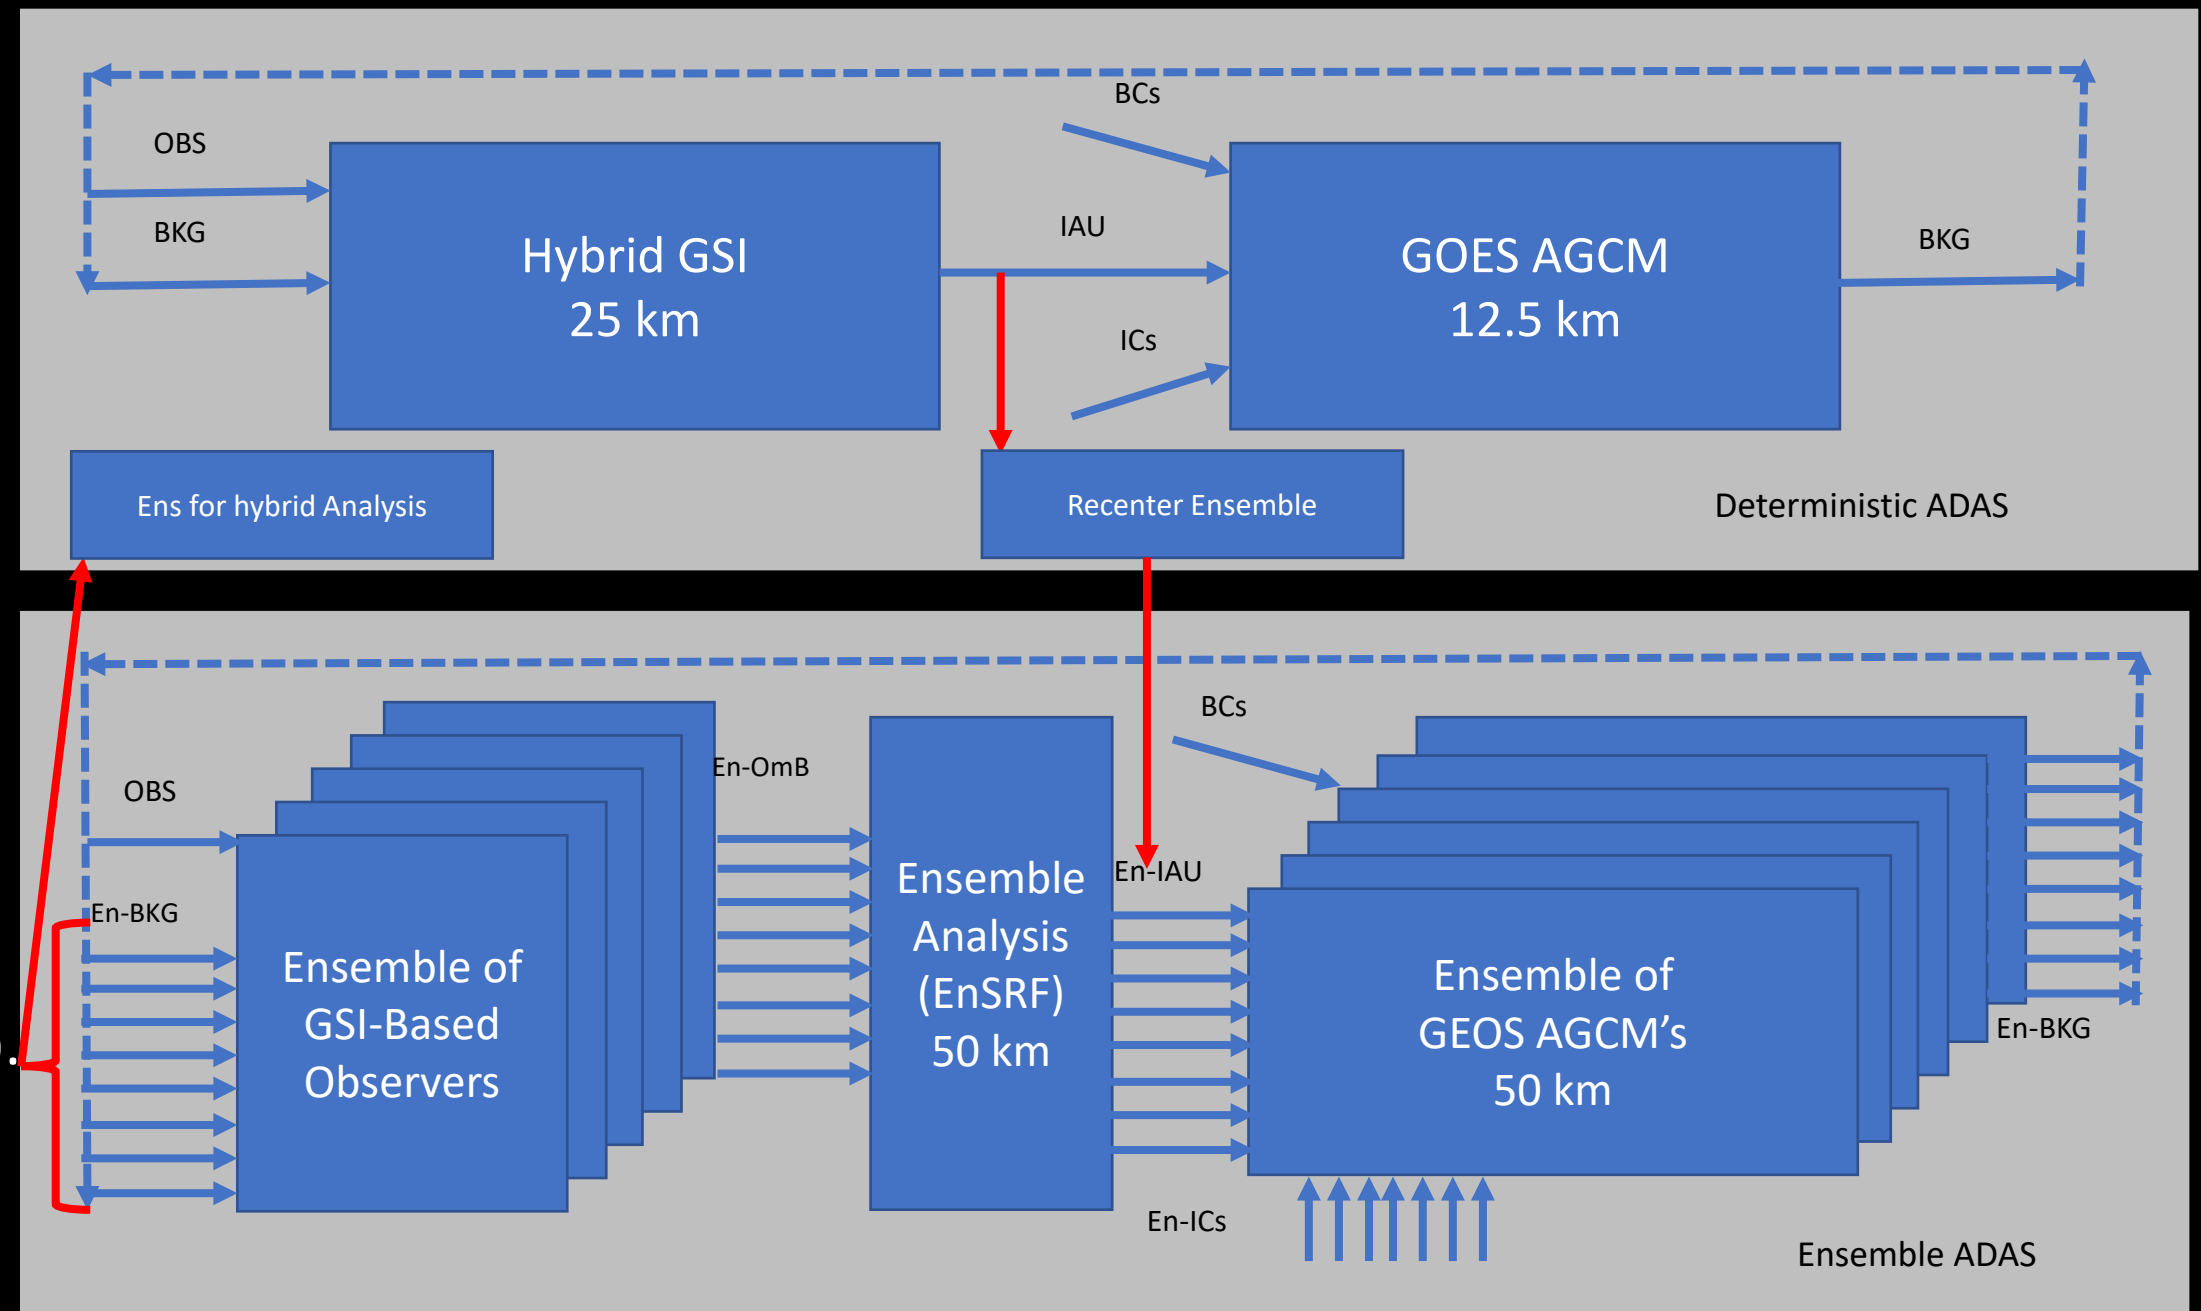 BCs
OBS
BKG
Hybrid GSI
25 km
IAU
ICs
GOES AGCM
12.5 km
BKG
Ens for hybrid Analysis
Recenter Ensemble
Deterministic ADAS
OBS
En-BKG
Ensemble of
GSI-Based
Observers
En-OmB
Ensemble
Analysis
(EnSRF)
50 km
BCs
En-IAU
Ensemble of
GEOS AGCM’s
50 km
En-BKG
En-ICs
Ensemble ADAS